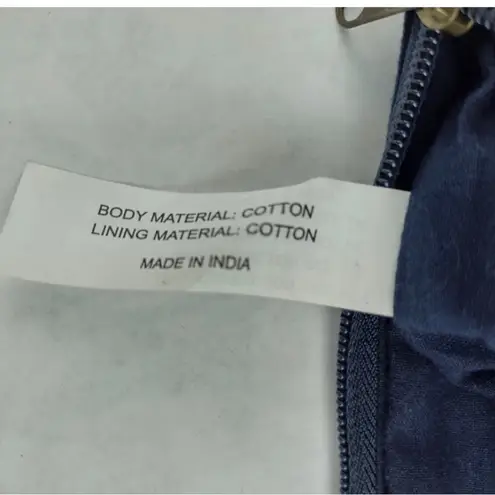 BODY MATERIAL: COTTON
LINING MATERIAL: COTTON
MADE IN INDIA